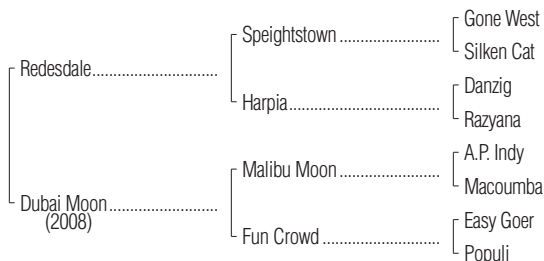 Gone West
Speightstown
Silken Cat
Redesdale
Danzig
Harpia
Razyana
A.P. Indy
Malibu Moon
Macoumba
Dubai Moon
(2008)
Easy Goer
Fun Crowd
Populi